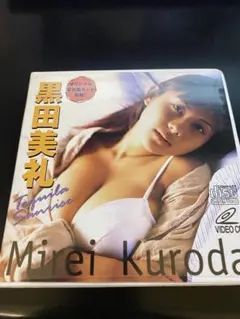 黒田美礼
Tequila
Sunrise
Mirei Kuroda
VIDEO CD